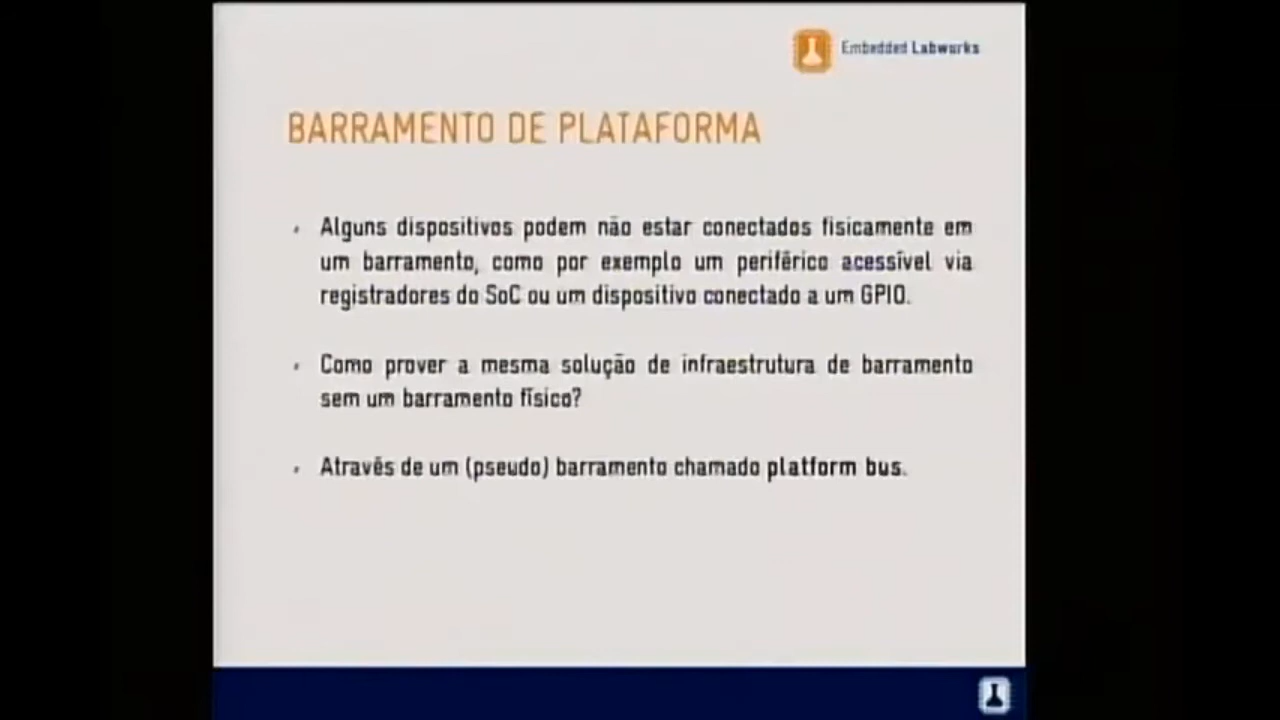 Embedded Labworks
BARRAMENTO DE PLATAFORMA
Alguns dispositivos podem não estar conectados fisicamente em
um barramento, como por exemplo um periférico acessível via
registradores do SoC ou um dispositivo conectado a um GPIO.
Como prover a mesma solução de infraestrutura de barramento
sem um barramento físico?
Através de um (pseudo) barramento chamado platform bus.